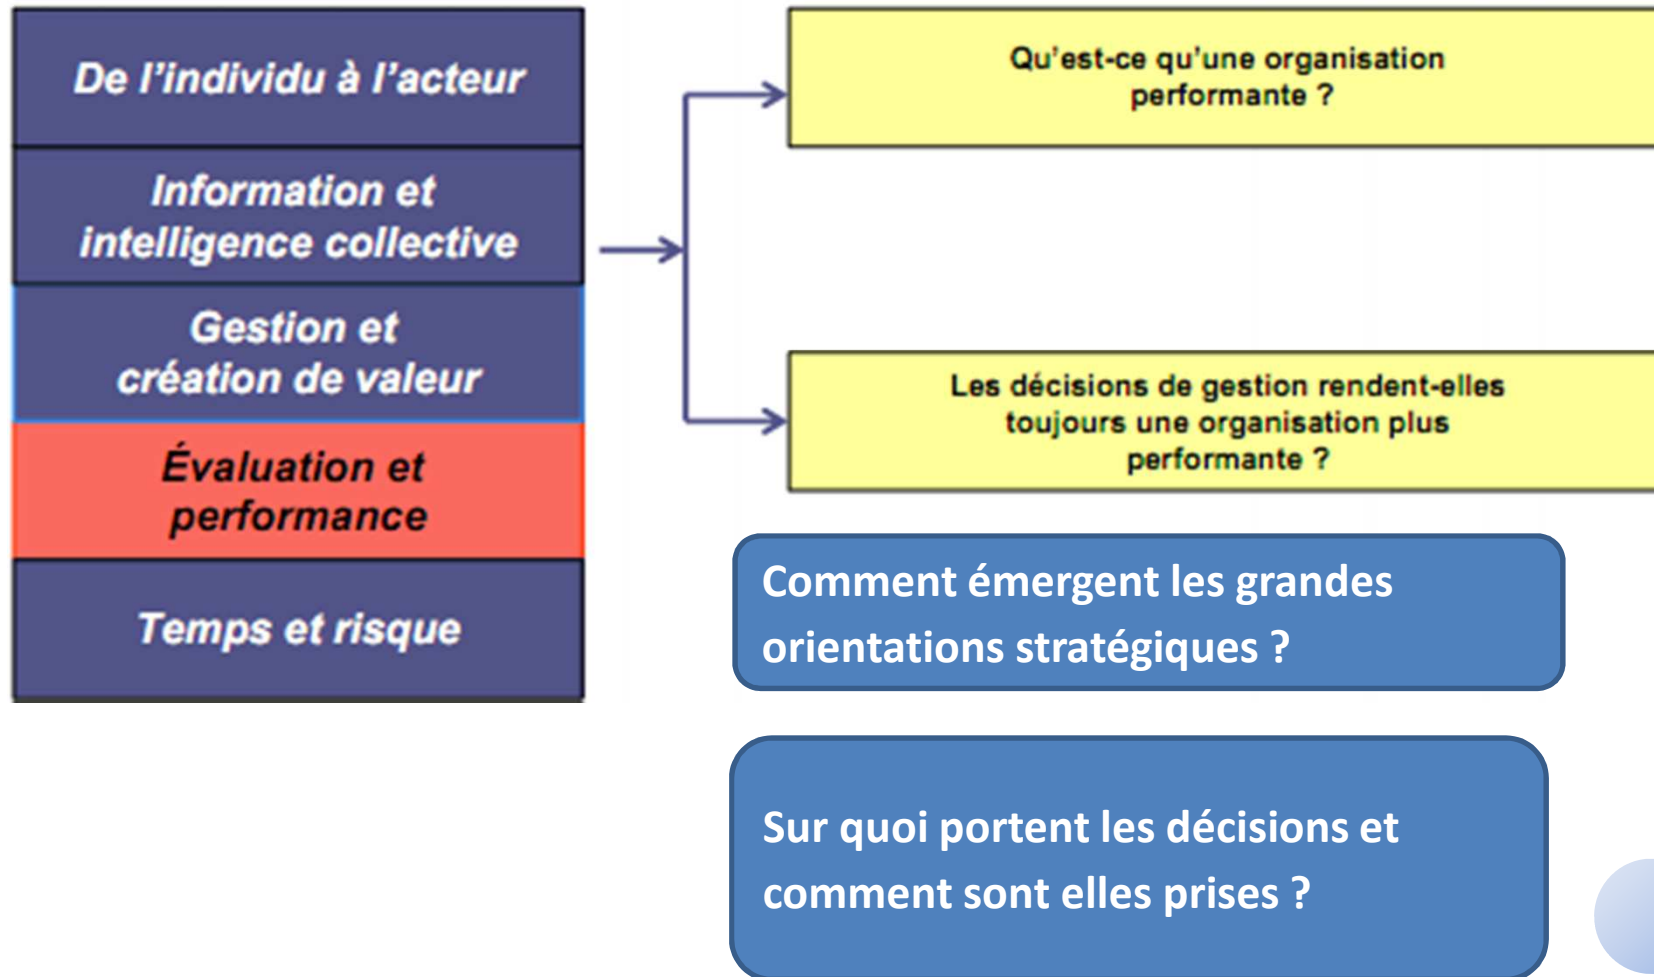 De l'individu à l'acteur
Information et
intelligence collective
Gestion et
création de valeur
Évaluation et
performance
Temps et risque
Qu'est-ce qu'une organisation
performante ?
Les décisions de gestion rendent-elles
toujours une organisation plus
performante ?
Comment émergent les grandes
orientations stratégiques ?
Sur quoi portent les décisions et
comment sont elles prises ?